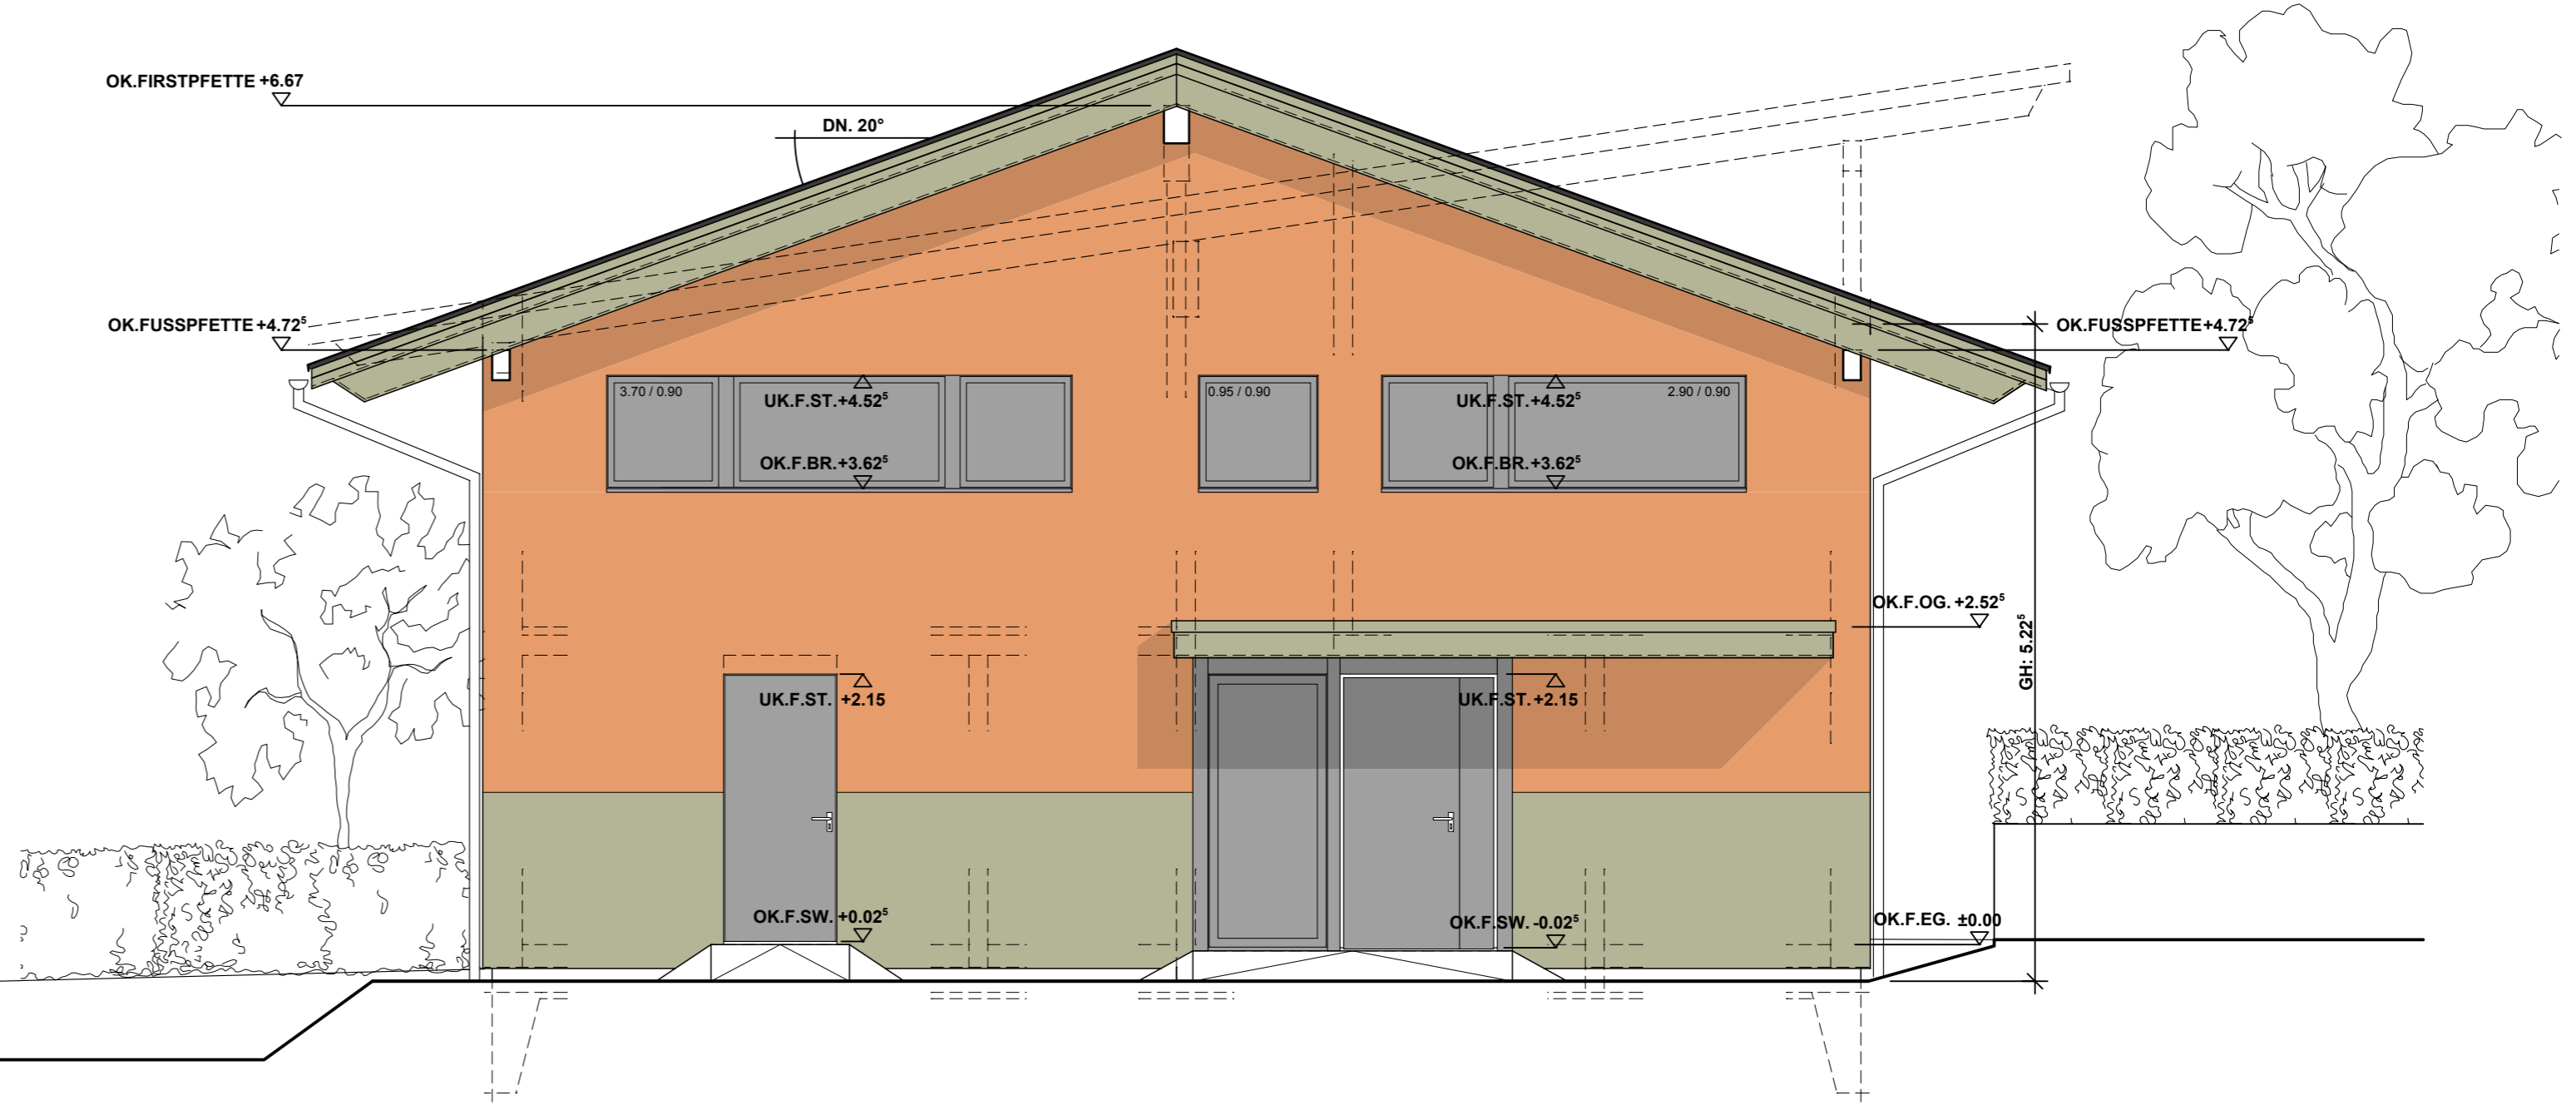 OK.FIRSTPFETTE +6.67
DN. 20°
OK.FUSSPFETTE +4.72⁵
OK.FUSSPFETTE +4.72⁵
3.70 / 0.90
UK.F.ST. +4.52⁵
0.95 / 0.90
UK.F.ST. +4.52⁵
2.90 / 0.90
OK.F.BR. +3.62⁵
OK.F.BR. +3.62⁵
OK.F.OG. +2.52⁵
GH: 5.22⁵
UK.F.ST. +2.15
UK.F.ST. +2.15
OK.F.SW. +0.02⁵
OK.F.SW. -0.02⁵
OK.F.EG. ±0.00